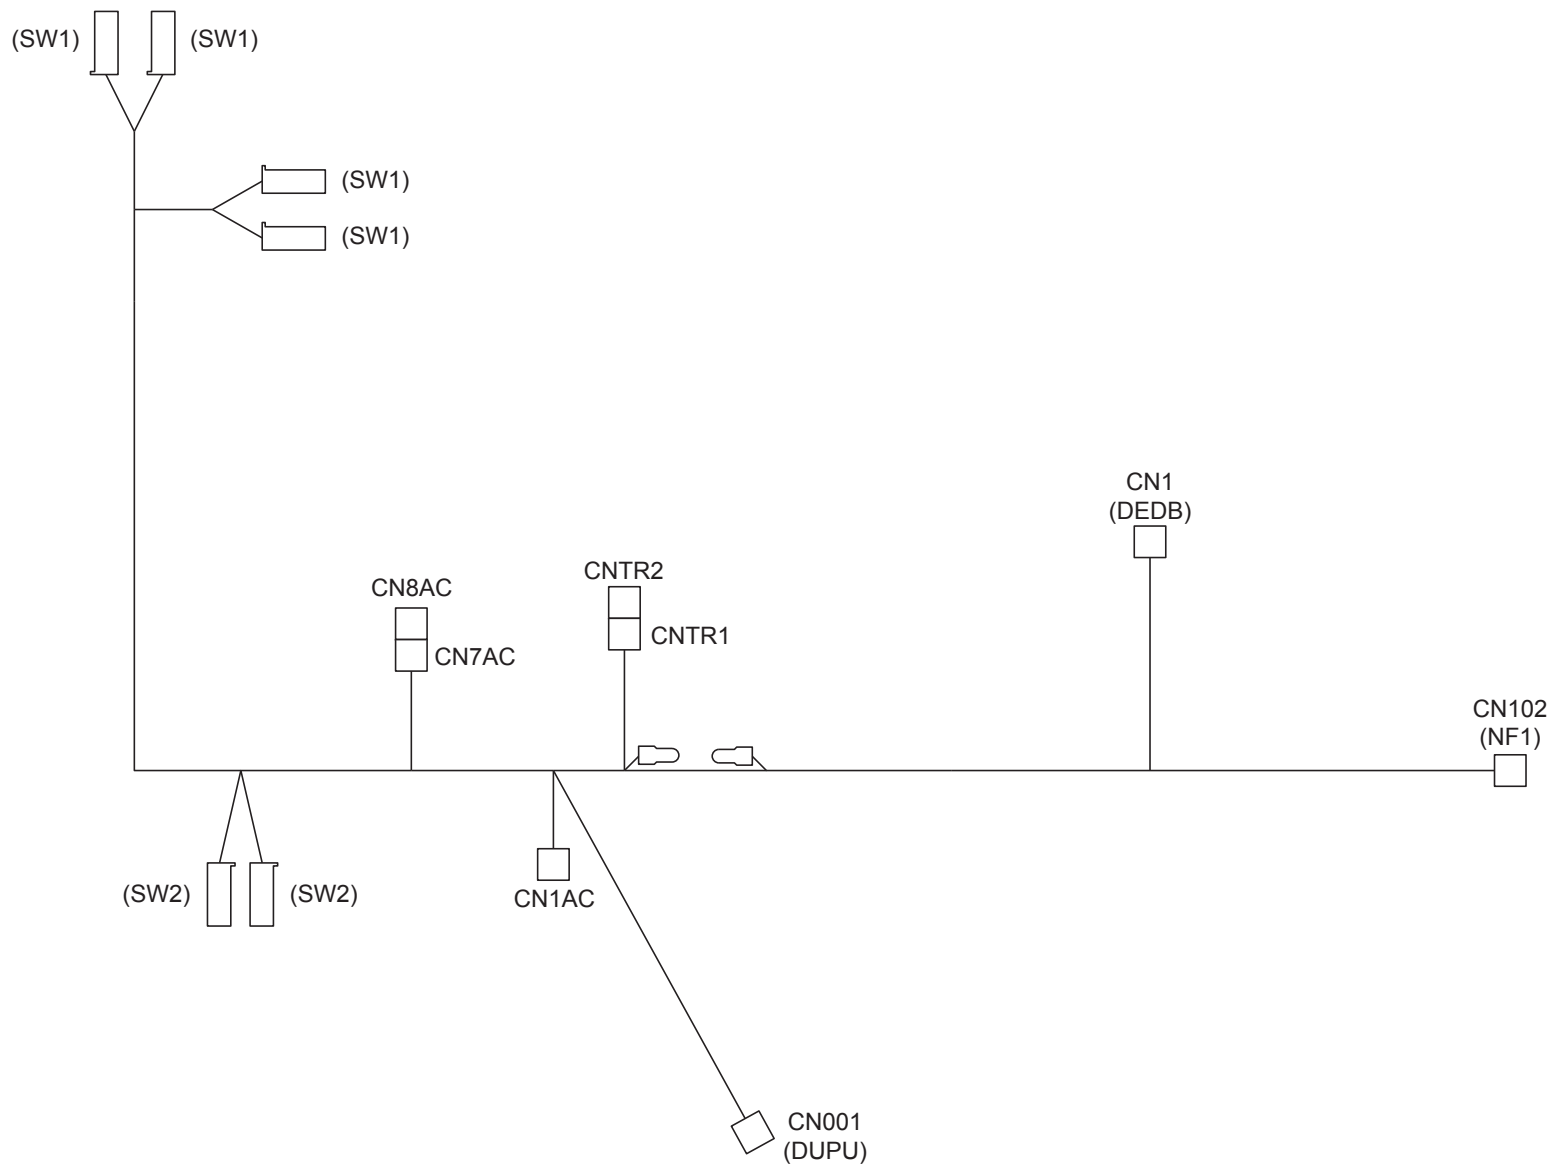 (SW1)
(SW1)
(SW1)
(SW1)
CN1
(DEDB)
CNTR2
CN8AC
CNTR1
CN7AC
CN102
(NF1)
(SW2)
(SW2)
CN1AC
CN001
(DUPU)